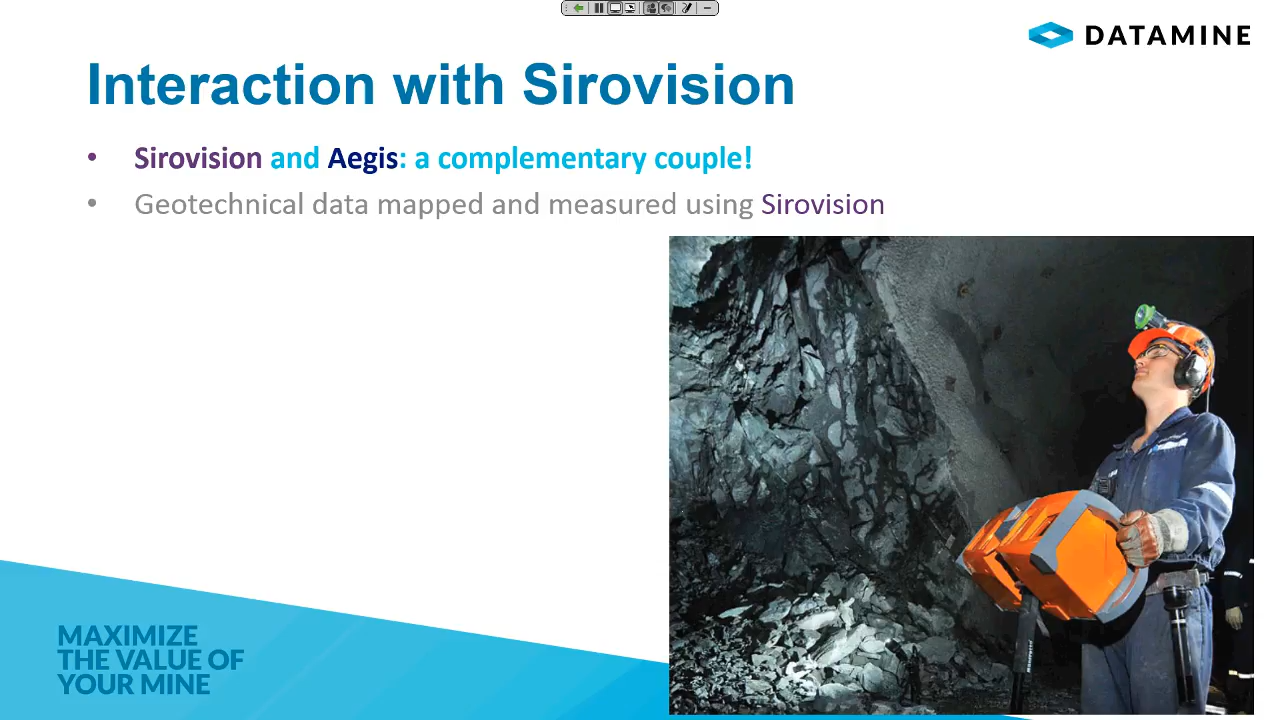 DATAMINE
Interaction with Sirovision
• Sirovision and Aegis: a complementary couple!
• Geotechnical data mapped and measured using Sirovision
MAXIMIZE
THE VALUE OF
YOUR MINE